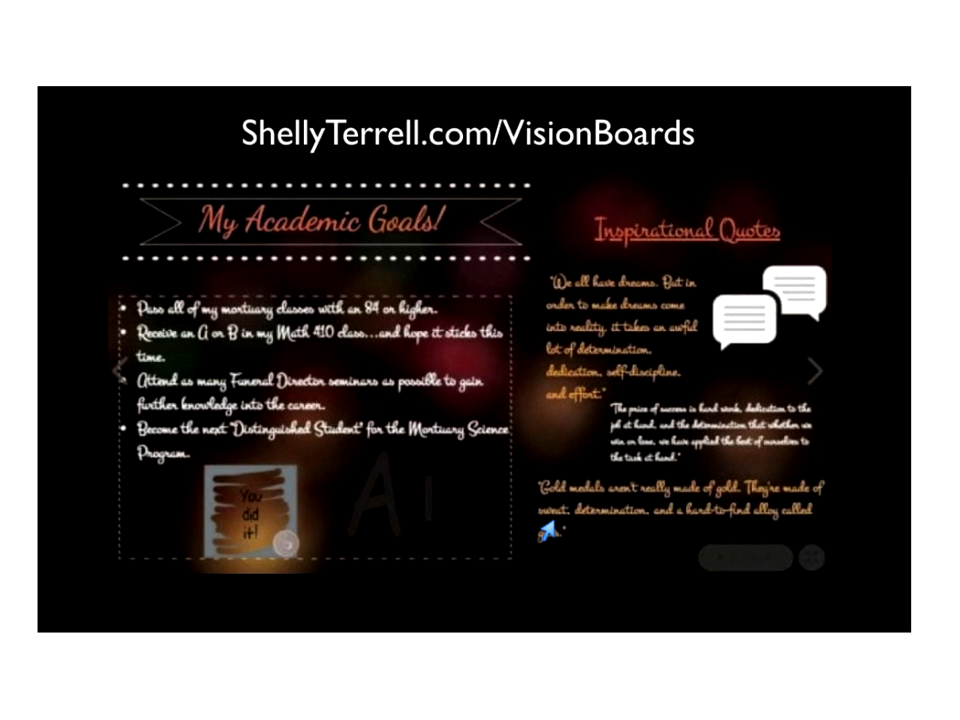 ShellyTerrell.com/VisionBoards
My Academic Goals!
• Pass all of my mortuary classes with an 84 or higher.
• Receive an A or B in my Math 410 class...and hope it sticks this
time.
• Attend as many Funeral Director seminars as possible to gain
further knowledge into the career.
• Become the next "Distinguished Student" for the Mortuary Science
Program.
You
did
it!
A 1
Inspirational Quotes
"We all have dreams. But in
order to make dreams come
into reality, it takes an awful
lot of determination,
dedication, self-discipline,
and effort."
"The price of success is hard work, dedication to the
job at hand, and the determination that whether we
win or lose, we have applied the best of ourselves to
the task at hand."
"Gold medals aren't really made of gold. They're made of
sweat, determination, and a hard-to-find alloy called